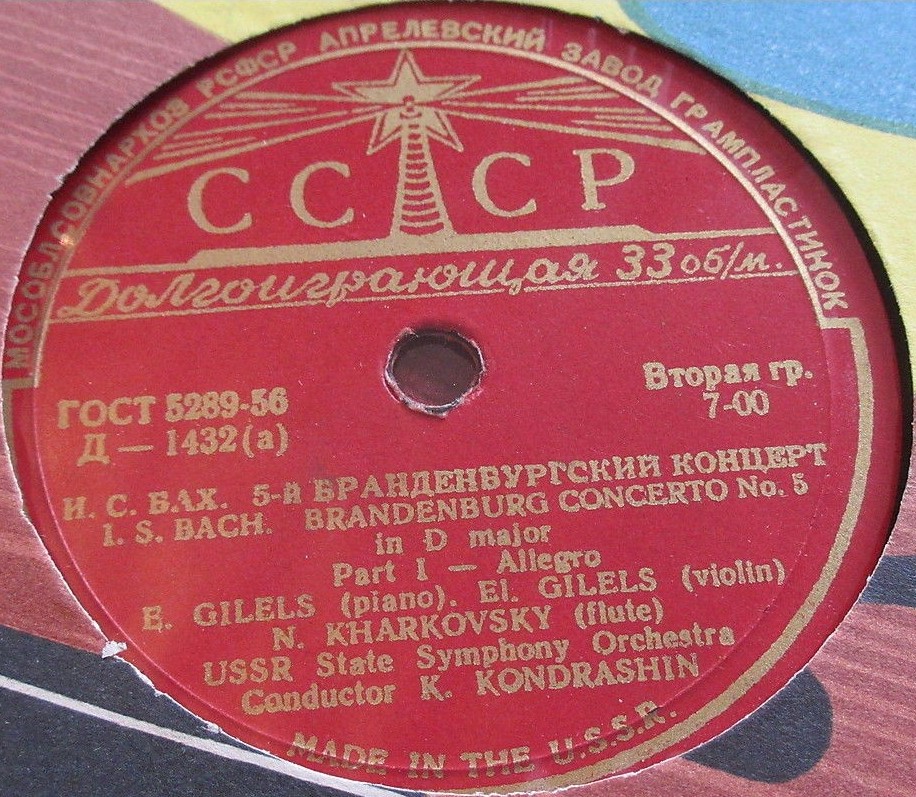 МОСОБЛСОВНАРХОЗ РСФСР АПРЕЛЕВСКИЙ ЗАВОД ГРАМПЛАСТИНОК
З
СССР
Долгоиграющая 33 об/м.
Вторая гр.
7-00
ГОСТ 5289-56
Д — 1432 (а)
И. С. БАХ. 5-й БРАНДЕНБУРГСКИЙ КОНЦЕРТ
I. S. BACH. BRANDENBURG CONCERTO No. 5
in D major
Part I — Allegro
E. GILELS (piano). El. GILELS (violin)
N. KHARKOVSKY (flute)
USSR State Symphony Orchestra
Conductor K. KONDRASHIN
MADE IN THE U.S.S.R.